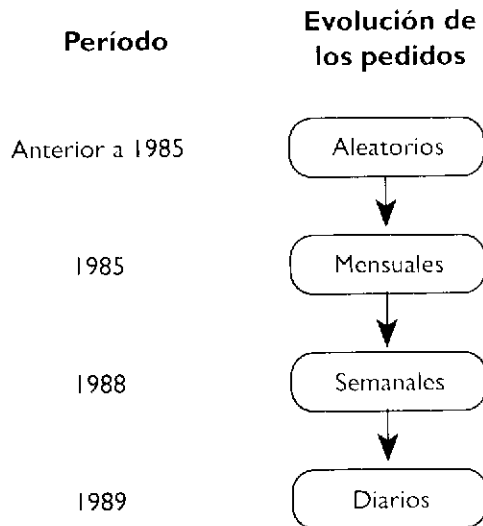 Período
Evolución de
los pedidos
Anterior a 1985
Aleatorios
1985
Mensuales
1988
Semanales
1989
Diarios